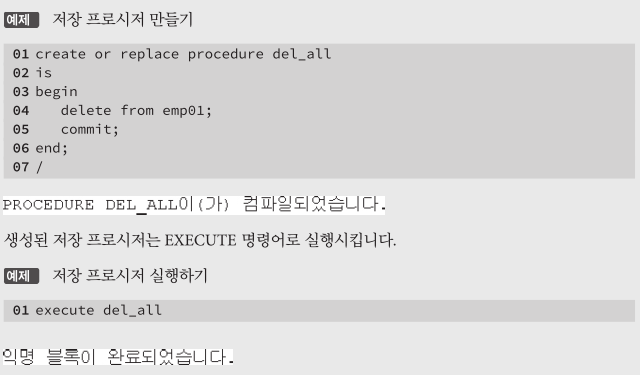 예제 저장 프로시저 만들기
01 create or replace procedure del_all
02 is
03 begin
04 delete from emp01;
05 commit;
06 end;
07 /
PROCEDURE DEL_ALL이(가) 컴파일되었습니다.
생성된 저장 프로시저는 EXECUTE 명령어로 실행시킵니다.
예제 저장 프로시저 실행하기
01 execute del_all
익명 블록이 완료되었습니다.